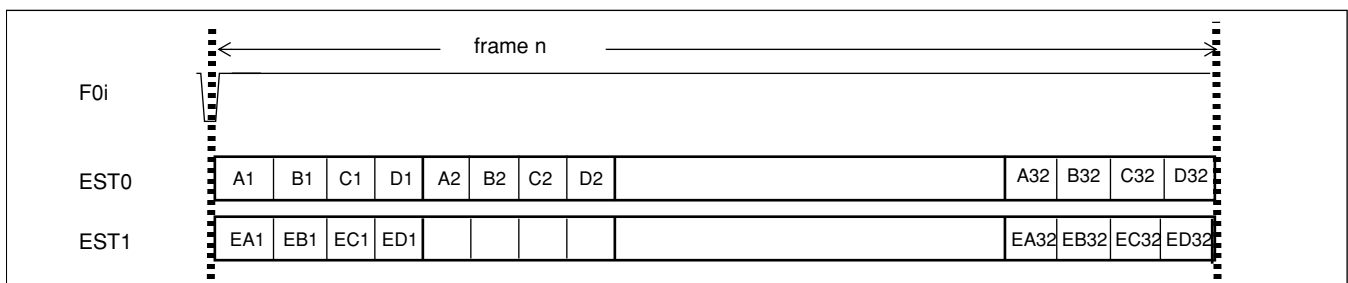 frame n
F0i
EST0 A1 B1 C1 D1 A2 B2 C2 D2 A32 B32 C32 D32
EST1 EA1 EB1 EC1 ED1 EA32 EB32 EC32 ED32